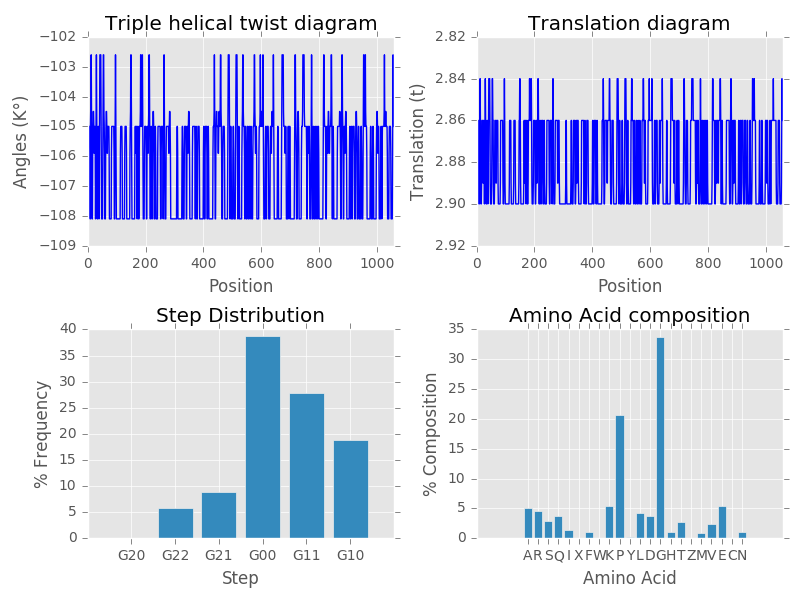 Triple helical twist diagram
Angles (K°)
−102
−103
−104
−105
−106
−107
−108
−109
0 200 400 600 800 1000
Position
Translation diagram
Translation (t)
2.82
2.84
2.86
2.88
2.90
2.92
0 200 400 600 800 1000
Position
Step Distribution
% Frequency
40
35
30
25
20
15
10
5
0
G20 G22 G21 G00 G11 G10
Step
Amino Acid composition
% Composition
35
30
25
20
15
10
5
0
A R S Q I X F W K P Y L D G H T Z M V E C N
Amino Acid